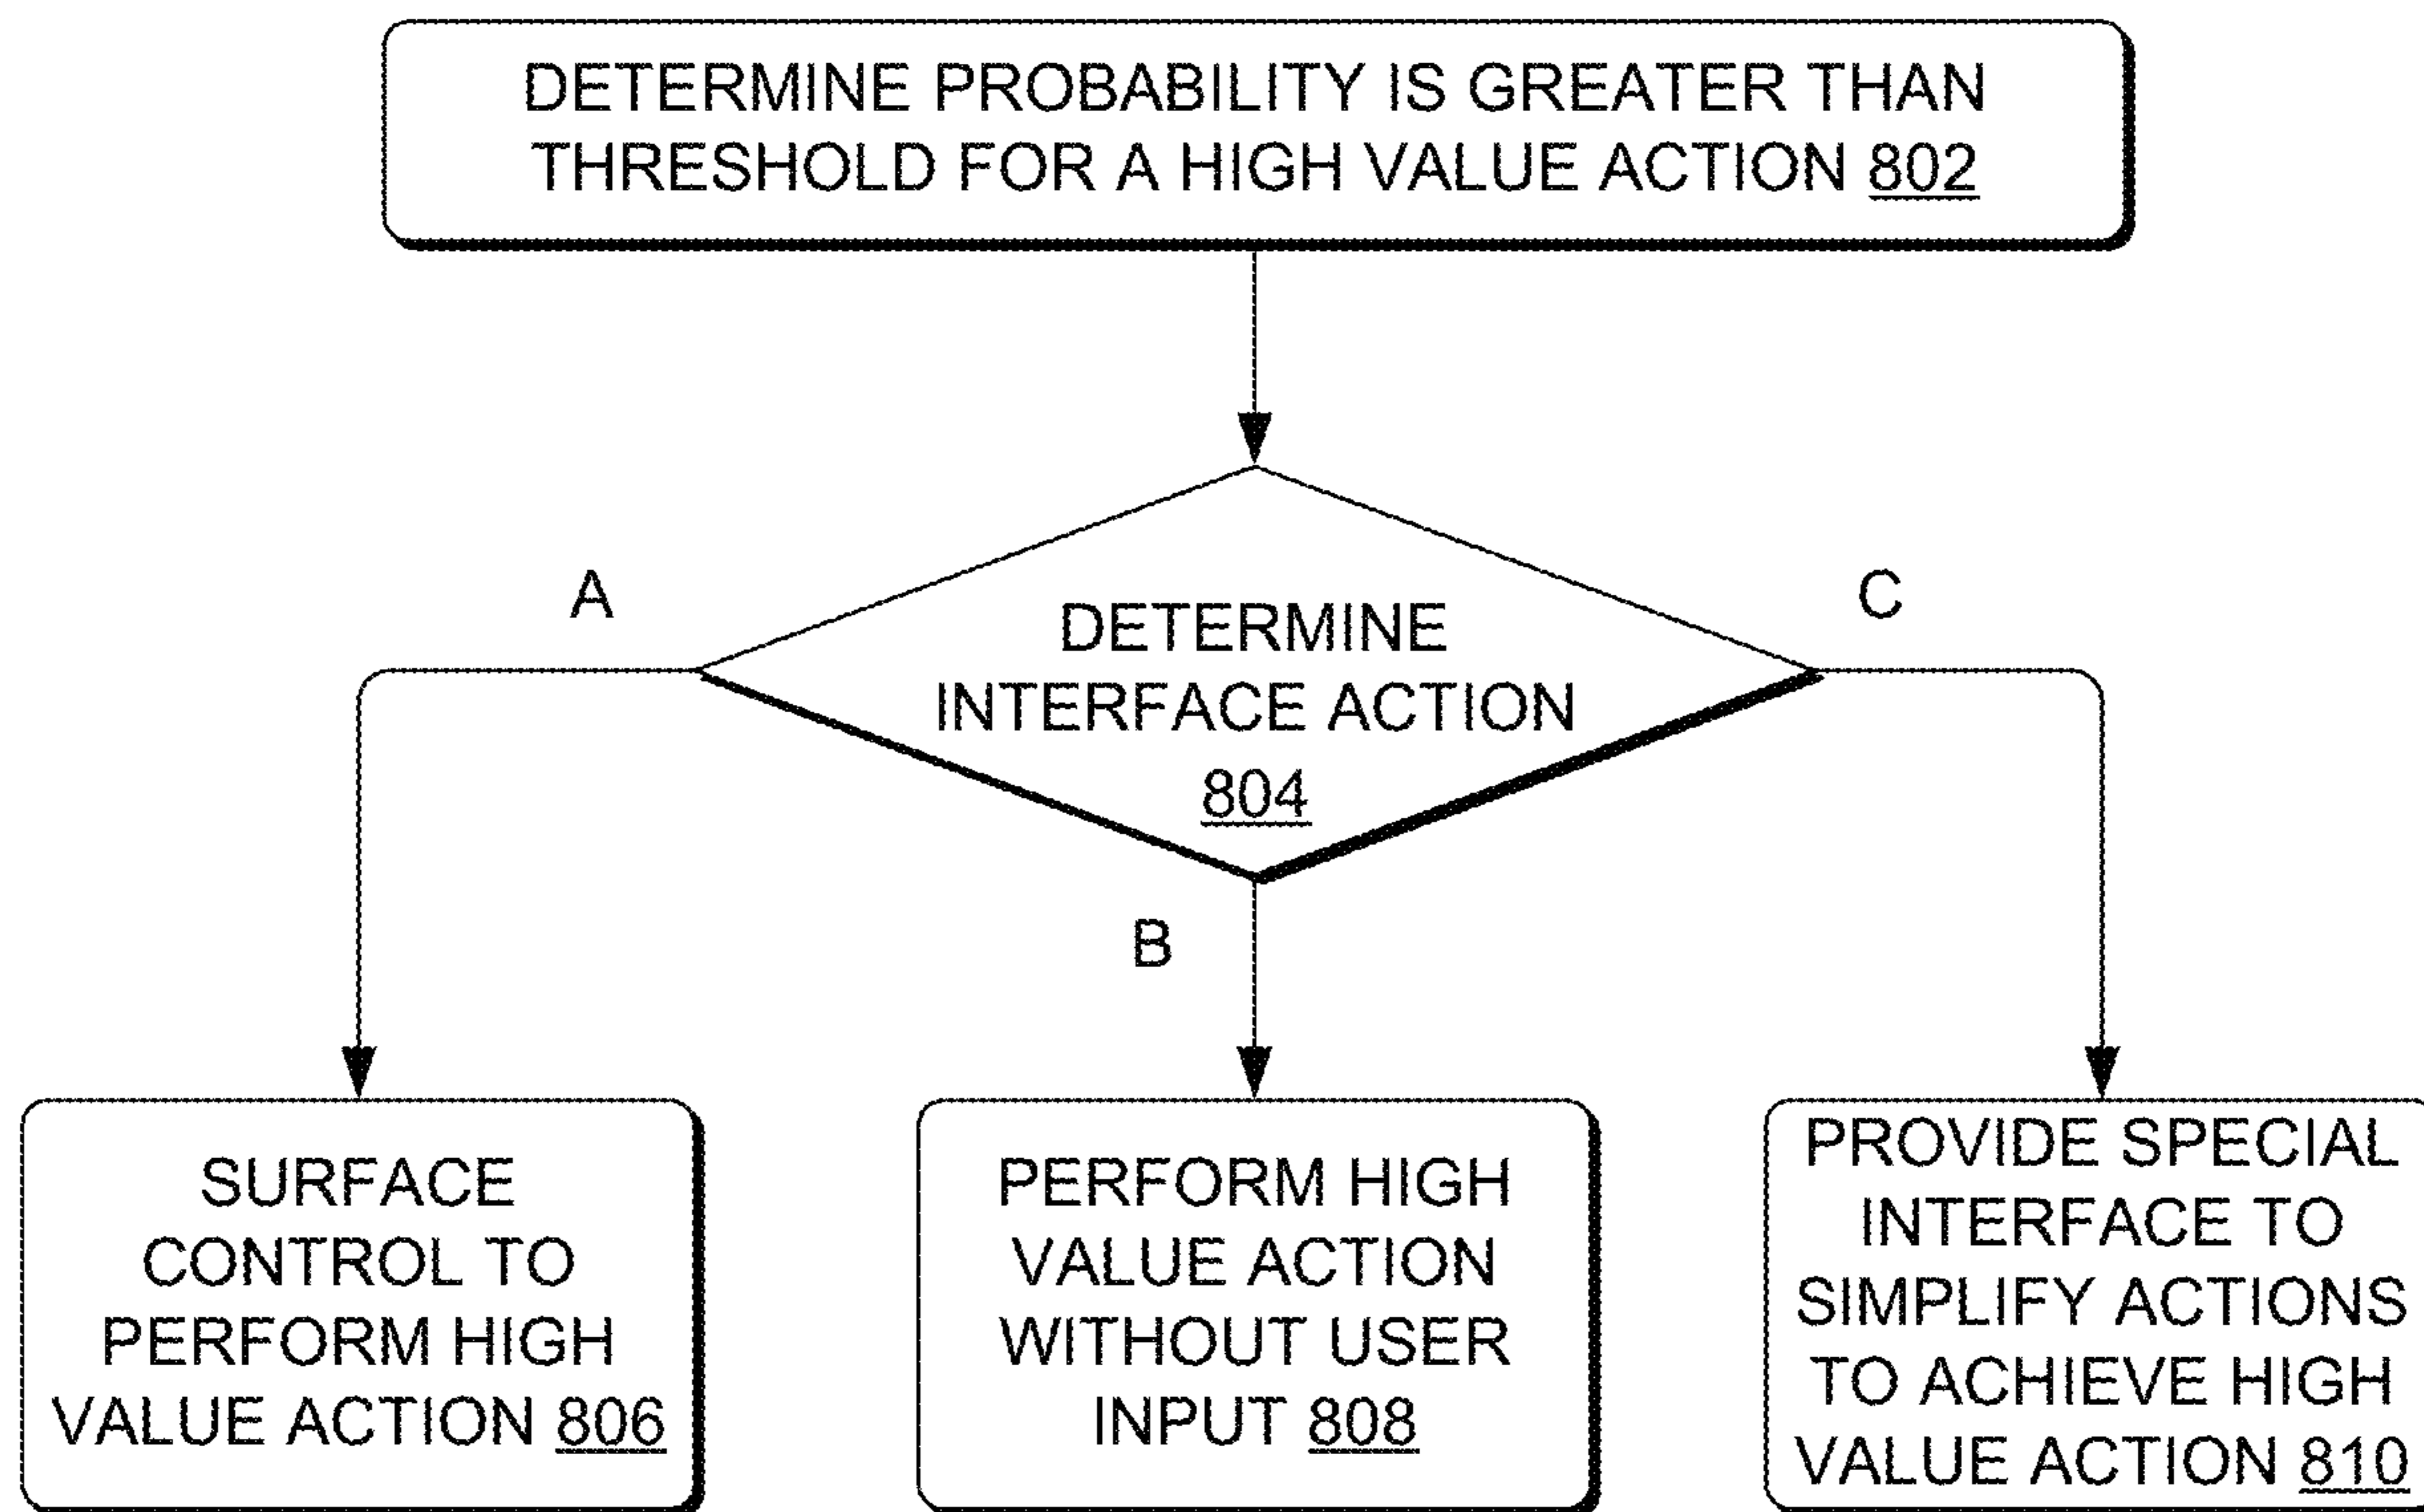 DETERMINE PROBABILITY IS GREATER THAN
THRESHOLD FOR A HIGH VALUE ACTION 802
A
C
DETERMINE
INTERFACE ACTION
804
B
SURFACE
CONTROL TO
PERFORM HIGH
VALUE ACTION 806
PERFORM HIGH
VALUE ACTION
WITHOUT USER
INPUT 808
PROVIDE SPECIAL
INTERFACE TO
SIMPLIFY ACTIONS
TO ACHIEVE HIGH
VALUE ACTION 810